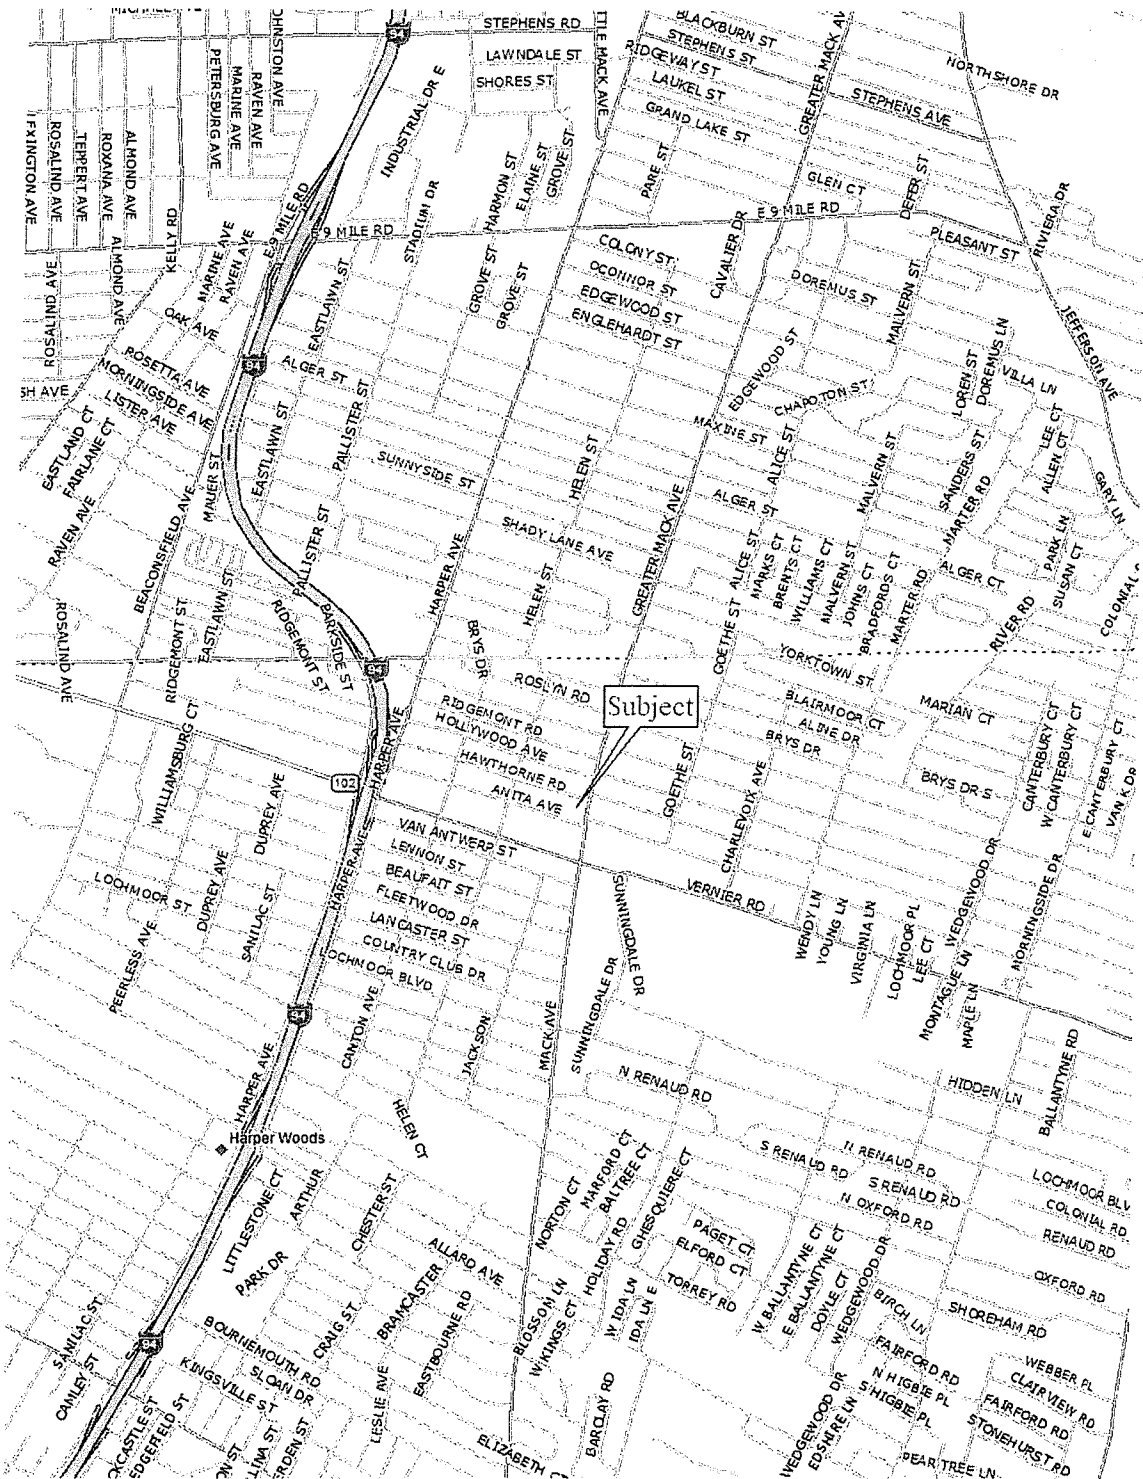 STEPHENS RD
BLACKBURN ST
STEPHENS ST
94
LAWNDALE ST
RIDGEWAY ST
GREATER MACK AV
NORTH SHORE DR
SHORES ST
LAUKEL ST
STEPHENS AVE
PETERSBURG AVE
MARINE AVE
RAVEN AVE
INDUSTRIAL DR E
GRAND LAKE ST
ROSALIND AVE
TEPPERT AVE
ROXANA AVE
ALMOND AVE
HARMON ST
ELAINE ST
GROVE ST
PARE ST
GLEN CT
DEFER ST
KELLY RD
E 9 MILE RD
E 9 MILE RD
STADIUM DR
E 9 MILE RD
RIVIERA DR
PLEASANT ST
ROSALIND AVE
ALMOND AVE
MARINE AVE
RAVEN AVE
COLONY ST
CAVALIER DR
OCONNOR ST
DOREMUS ST
EASTLAWN ST
GROVE ST
GROVE ST
EDGEWOOD ST
MALVERN ST
OAK AVE
ENGLEHARDT ST
JEFFERSON AVE
94
ALGER ST
ROSETTA AVE
MORNINGSIDE AVE
LISTER AVE
SH AVE
EDGEWOOD ST
LOREN ST
DOREMUS LN
VILLA LN
CHAPOTON ST
EASTLAND CT
FAIRLANE CT
EASTLAWN ST
PALLISTER ST
MAXINE ST
ALICE ST
LEE CT
ALLEN CT
SUNNYSIDE ST
HELEN ST
MALVERN ST
SANDERS ST
MARTER RD
GARY LN
RAVEN AVE
BEACONSFIELD AVE
MAUER ST
PALLISTER ST
HARPER AVE
SHADY LANE AVE
GREATER MACK AVE
ALGER ST
PARK LN
SUSAN CT
ALGER CT
ALICE ST
MARKS CT
BRENTS CT
WILLIAMS CT
MALVERN ST
JOHNS CT
BRADFORDS CT
MARTER RD
ROSALIND AVE
RIDGEMONT ST
EASTLAWN ST
RIDGEMONT ST
PARKSIDE ST
HELEN ST
BRYS DR
GOETHE ST
RIVER RD
94
YORKTOWN ST
ROSLYN RD
Subject
BLAIRMOOR CT
MARIAN CT
WILLIAMSBURG CT
RIDGEMONT RD
HOLLYWOOD AVE
ALINE DR
BRYS DR
HARPER AVE
HAWTHORNE RD
ANITA AVE
GOETHE ST
CHARLEVOIX AVE
BRYS DR S
CANTERBURY CT
W CANTERBURY CT
E CANTERBURY CT
VAN K DR
102
DUPREY AVE
VAN ANTWERP ST
LENNON ST
BEAUFAIT ST
FLEETWOOD DR
LANCASTER ST
COUNTRY CLUB DR
LOCHMOOR BLVD
HARPER AVE
LOCHMOOR ST
DUPREY AVE
SANILAC ST
PEERLESS AVE
VERNIER RD
SUNNINGDALE DR
WENDY LN
YOUNG LN
VIRGINIA LN
LOCHMOOR PL
LEE CT
WEDGEWOOD DR
MORNINGSIDE DR
MONTAGUE LN
MAPLE LN
94
CANTON AVE
JACKSON
MACK AVE
SUNNINGDALE DR
HARPER AVE
N RENAUD RD
HIDDEN LN
BALLANTYNE RD
Harper Woods
HELEN CT
S RENAUD RD
N RENAUD RD
S RENAUD RD
N OXFORD RD
LOCHMOOR BLV
COLONIAL RD
RENAUD RD
OXFORD RD
LITTLESTONE CT
ARTHUR
CHESTER ST
NORTON CT
MARFORD CT
BALTREE CT
HOLIDAY RD
GHESQUIERE CT
PAGET CT
ELFORD CT
TORREY RD
PARK DR
ALLARD AVE
BRAMCASTER
EASTBOURNE RD
BLOSSOM LN
W KINGS CT
W IDA LN
IDA LN E
W BALLANTYNE CT
E BALLANTYNE CT
DOYLE CT
WEDGEWOOD DR
BIRCH LN
SHOREHAM RD
SANILAC ST
94
CAMLEY ST
BOURNEMOUTH RD
SLOAN DR
KINGSVILLE ST
CRAIG ST
LESLIE AVE
BARCLAY RD
FAIRFORD RD
N HIGBIE PL
S HIGBIE PL
WEBBER PL
CLAIRVIEW RD
FAIRFORD RD
STONEHURST RD
EDGEFIELD ST
ELIZABETH CT
WEDGEWOOD DR
EDSHIRE LN
PEAR TREE LN